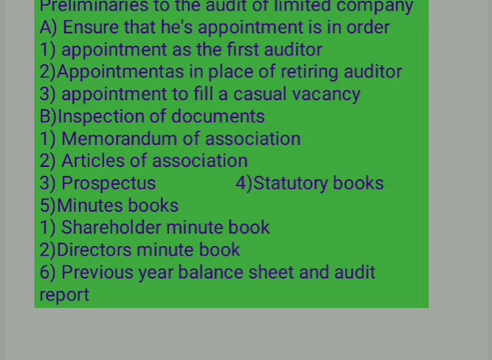 Preliminaries to the audit of limited company
A) Ensure that he's appointment is in order
1) appointment as the first auditor
2)Appointmentas in place of retiring auditor
3) appointment to fill a casual vacancy
B)Inspection of documents
1) Memorandum of association
2) Articles of association
3) Prospectus 4)Statutory books
5)Minutes books
1) Shareholder minute book
2)Directors minute book
6) Previous year balance sheet and audit
report